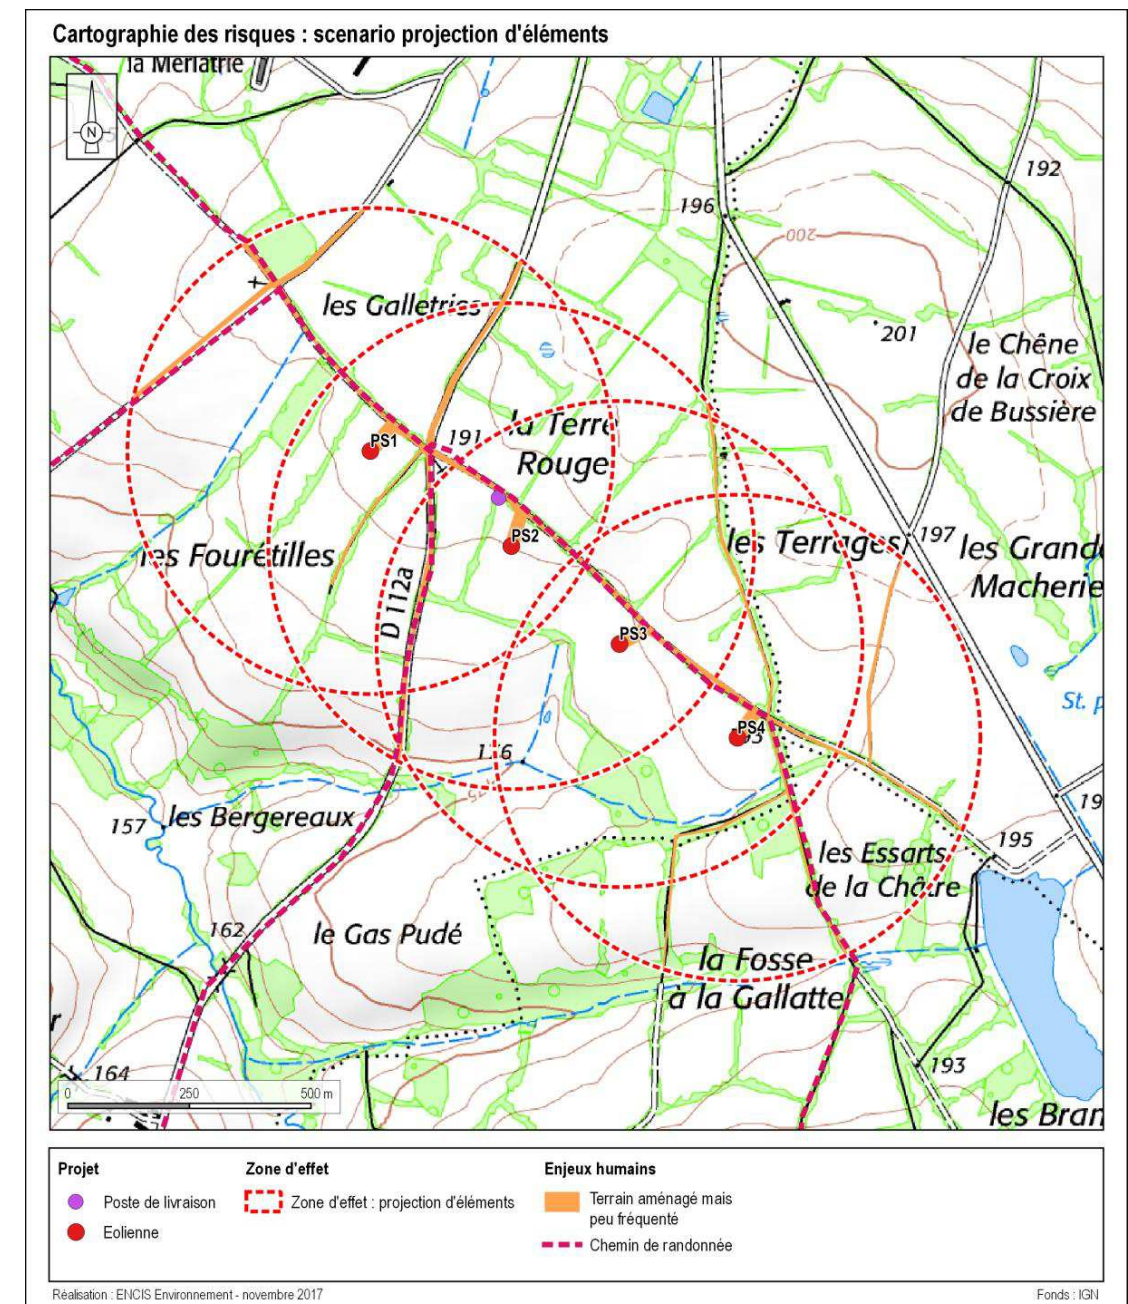 Cartographie des risques : scenario projection d'éléments
la Meriatrie
N
192
196
200
les Galletries
201
le Chêne
de la Croix
de Bussière
PS1
191
la Terre
Rouge
197
PS2
les Terrages
les Grand
Macherie
les Fourétilles
D 112a
PS3
St. p
PS4
les Bergereaux
157
19
195
les Essarts
de la Châtre
162
le Gas Pudé
la Fosse
a la Gallatte
r
193
164
les Bran
0 250 500 m
Projet
Poste de livraison
Eolienne
Zone d'effet
Zone d'effet : projection d'éléments
Enjeux humains
Terrain aménagé mais
peu fréquenté
Chemin de randonnée
Réalisation : ENCIS Environnement - novembre 2017
Fonds : IGN